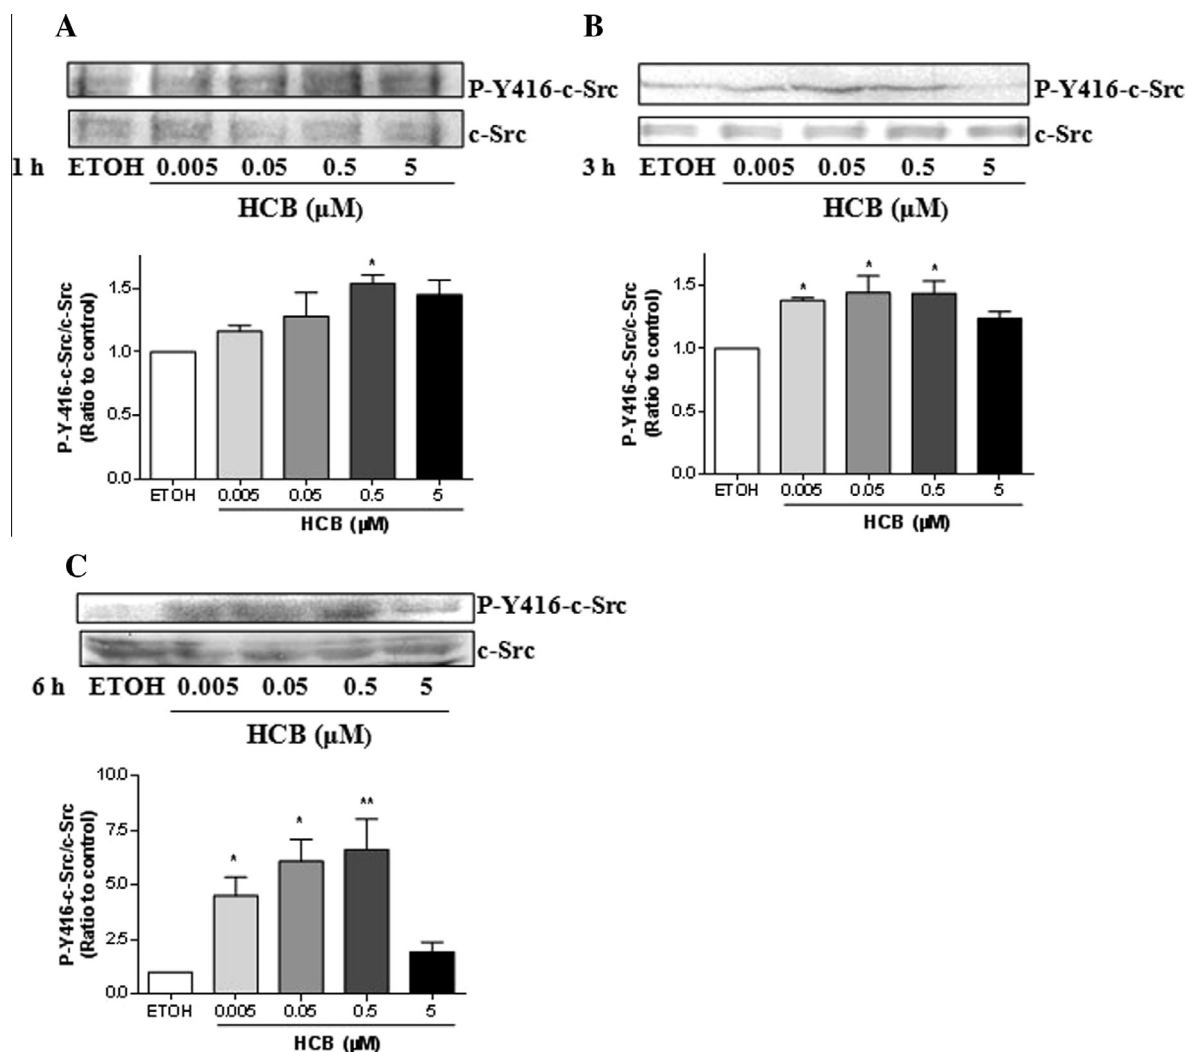 A
P-Y416-c-Src
c-Src
1 h ETOH 0.005 0.05 0.5 5
HCB (µM)
P-Y-416-c-Src/c-Src
(Ratio to control)
1.5
1.0
0.5
0.0
*
ETOH 0.005 0.05 0.5 5
HCB (µM)
B
P-Y416-c-Src
c-Src
3 h ETOH 0.005 0.05 0.5 5
HCB (µM)
P-Y416-c-Src/c-Src
(Ratio to control)
1.5
1.0
0.5
0.0
* * *
ETOH 0.005 0.05 0.5 5
HCB (µM)
C
P-Y416-c-Src
c-Src
6 h ETOH 0.005 0.05 0.5 5
HCB (µM)
P-Y416-c-Src/c-Src
(Ratio to control)
10.0
7.5
5.0
2.5
0.0
* * **
ETOH 0.005 0.05 0.5 5
HCB (µM)